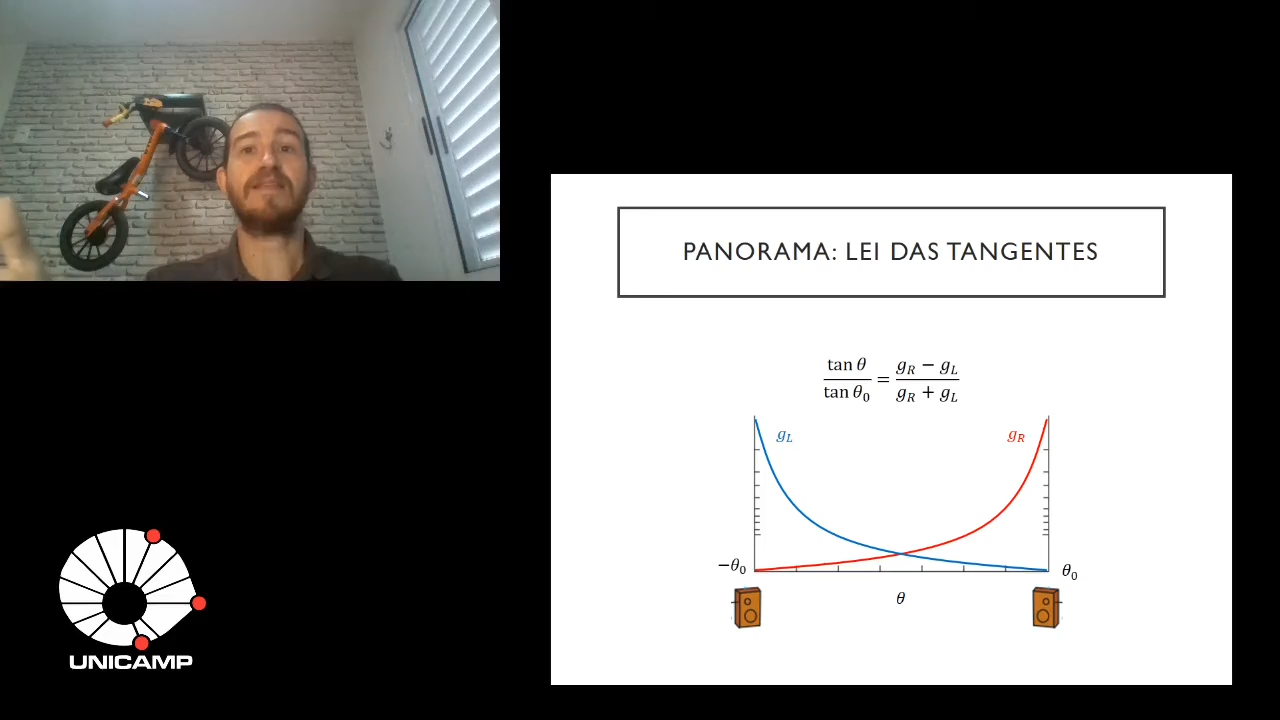 PANORAMA: LEI DAS TANGENTES
tan θ / tan θ₀ = (g_R − g_L) / (g_R + g_L)
g_L
g_R
−θ₀
θ₀
θ
UNICAMP